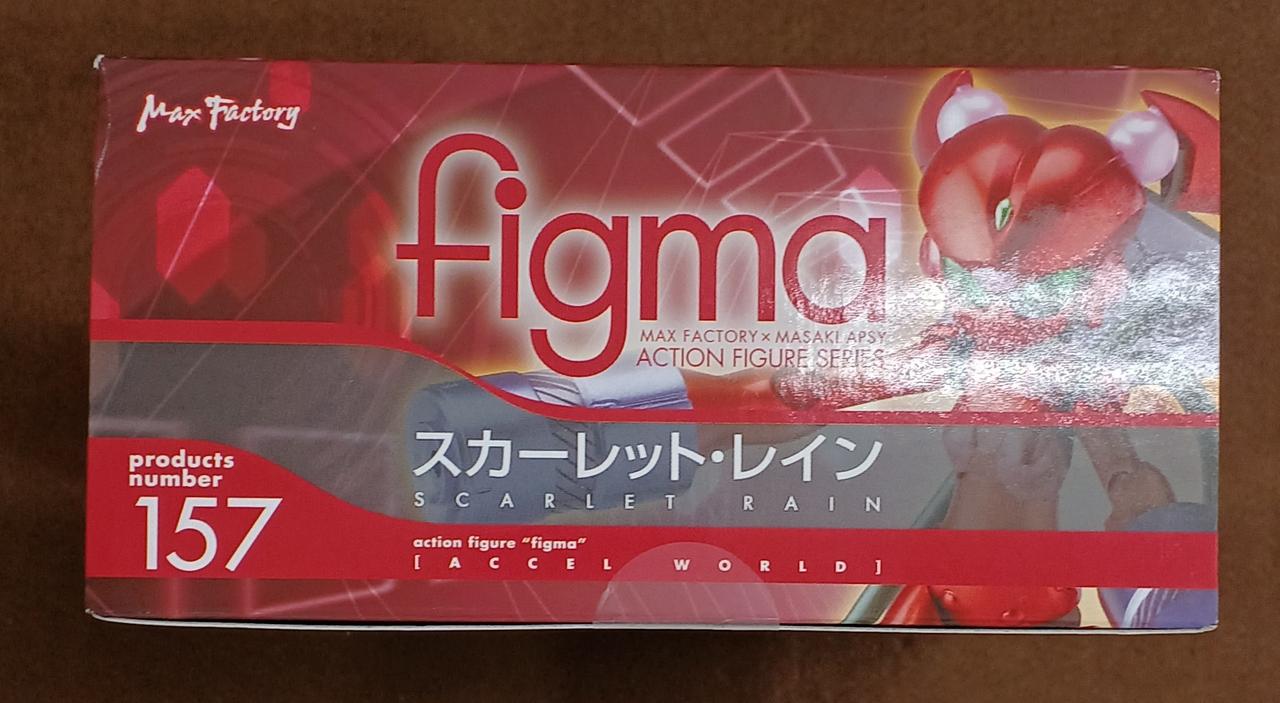 Max Factory
figma
MAX FACTORY × MASAKI APSY
ACTION FIGURE SERIES
スカーレット・レイン
SCARLET RAIN
products
number
157
action figure “figma”
[ACCEL WORLD]